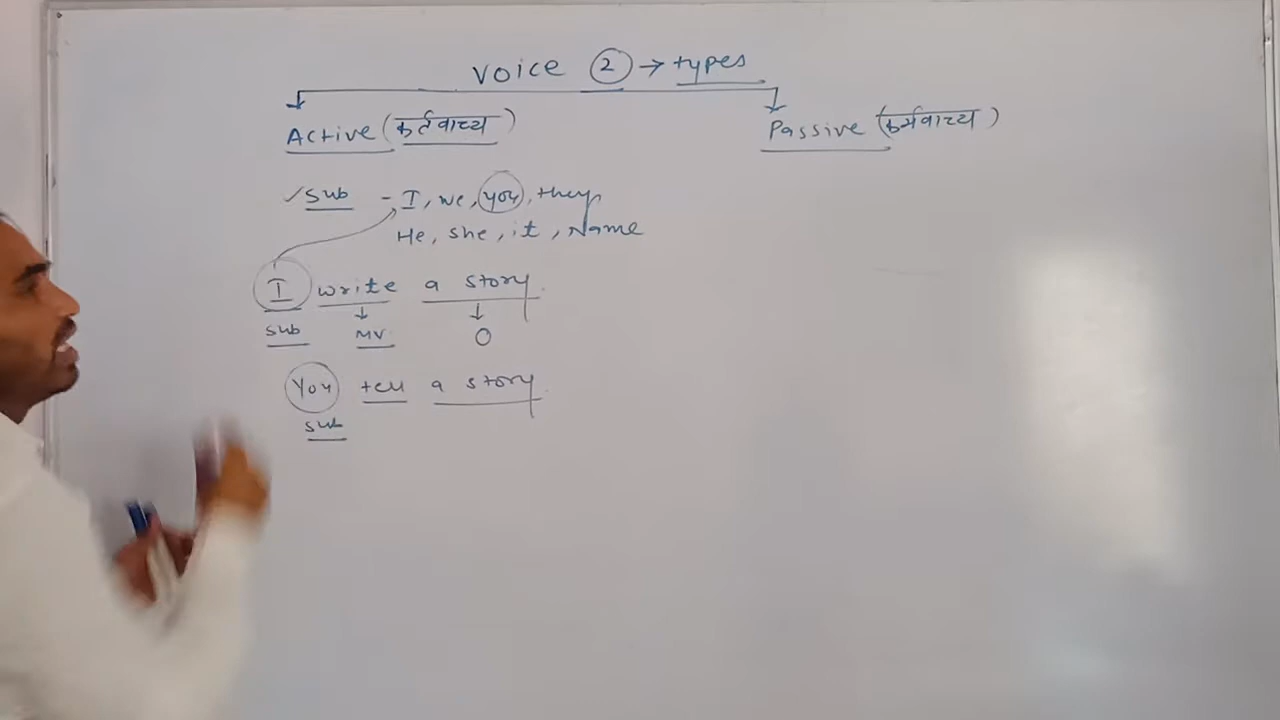 Voice 2 → types
Active (कर्तवाच्य)
Passive (कर्मवाच्य)
✓Sub - I, we, you, they
He, she, it, Name
I write a story.
Sub MV O
You tell a story.
Sub